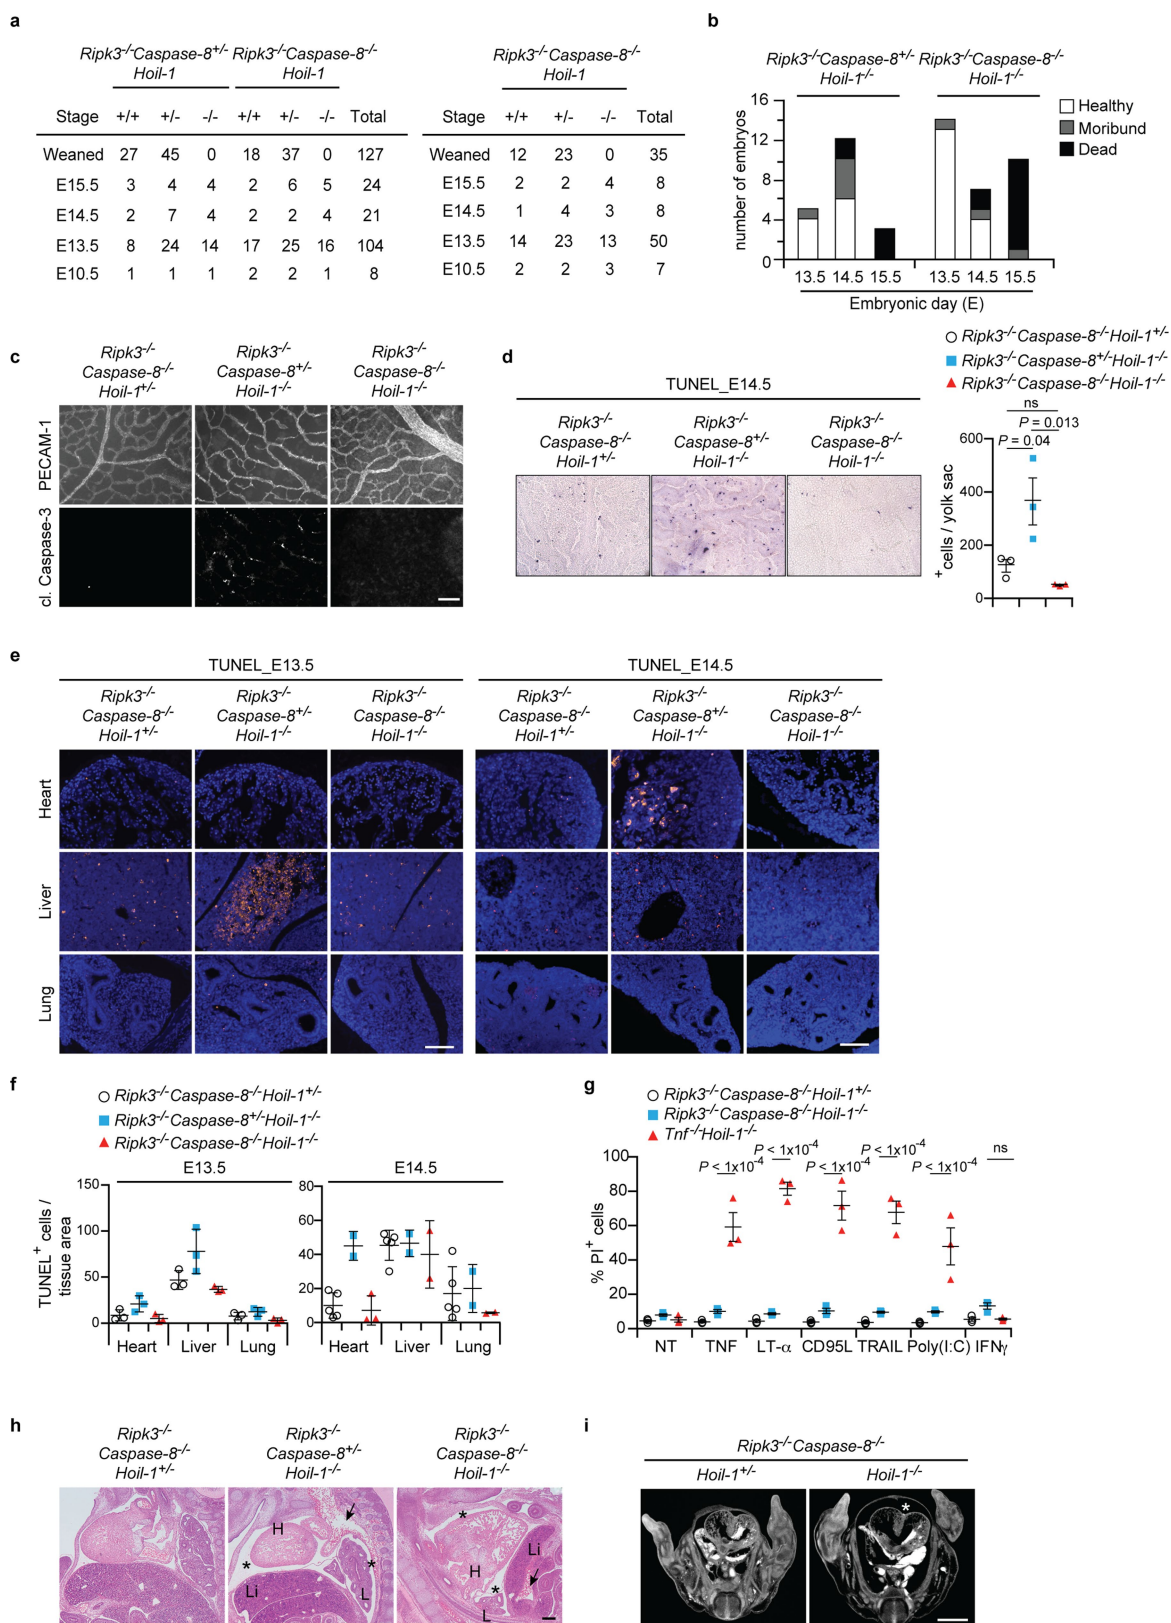 a
Ripk3-/-Caspase-8+/- Ripk3-/-Caspase-8-/-
Hoil-1 Hoil-1
Stage +/+ +/- -/- +/+ +/- -/- Total
Weaned 27 45 0 18 37 0 127
E15.5 3 4 4 2 6 5 24
E14.5 2 7 4 2 2 4 21
E13.5 8 24 14 17 25 16 104
E10.5 1 1 1 2 2 1 8
Ripk3-/-Caspase-8-/-
Hoil-1
Stage +/+ +/- -/- Total
Weaned 12 23 0 35
E15.5 2 2 4 8
E14.5 1 4 3 8
E13.5 14 23 13 50
E10.5 2 2 3 7
b
Ripk3-/-Caspase-8+/- Ripk3-/-Caspase-8-/-
Hoil-1-/- Hoil-1-/-
number of embryos
16
12
8
4
0
Healthy
Moribund
Dead
13.5 14.5 15.5 13.5 14.5 15.5
Embryonic day (E)
c
Ripk3-/- Ripk3-/- Ripk3-/-
Caspase-8-/- Caspase-8+/- Caspase-8-/-
Hoil-1+/- Hoil-1-/- Hoil-1-/-
PECAM-1
cl. Caspase-3
d
TUNEL_E14.5
Ripk3-/- Ripk3-/- Ripk3-/-
Caspase-8-/- Caspase-8+/- Caspase-8-/-
Hoil-1+/- Hoil-1-/- Hoil-1-/-
Ripk3-/-Caspase-8-/-Hoil-1+/-
Ripk3-/-Caspase-8+/-Hoil-1-/-
Ripk3-/-Caspase-8-/-Hoil-1-/-
ns
P = 0.013
P = 0.04
+cells / yolk sac
600
400
200
0
e
TUNEL_E13.5 TUNEL_E14.5
Ripk3-/- Ripk3-/- Ripk3-/- Ripk3-/- Ripk3-/- Ripk3-/-
Caspase-8-/- Caspase-8+/- Caspase-8-/- Caspase-8-/- Caspase-8+/- Caspase-8-/-
Hoil-1+/- Hoil-1-/- Hoil-1-/- Hoil-1+/- Hoil-1-/- Hoil-1-/-
Heart
Liver
Lung
f
Ripk3-/-Caspase-8-/-Hoil-1+/-
Ripk3-/-Caspase-8+/-Hoil-1-/-
Ripk3-/-Caspase-8-/-Hoil-1-/-
E13.5 E14.5
TUNEL+ cells /
tissue area
150
100
50
0
Heart Liver Lung
80
60
40
20
0
Heart Liver Lung
g
Ripk3-/-Caspase-8-/-Hoil-1+/-
Ripk3-/-Caspase-8-/-Hoil-1-/-
Tnf-/-Hoil-1-/-
P < 1x10-4 P < 1x10-4 P < 1x10-4 P < 1x10-4 P < 1x10-4 ns
% PI+ cells
100
80
60
40
20
0
NT TNF LT-α CD95L TRAIL Poly(I:C) IFNγ
h
Ripk3-/- Ripk3-/- Ripk3-/-
Caspase-8-/- Caspase-8+/- Caspase-8-/-
Hoil-1+/- Hoil-1-/- Hoil-1-/-
H
*
*
Li
L
*
Li
H
*
L
i
Ripk3-/-Caspase-8-/-
Hoil-1+/- Hoil-1-/-
*